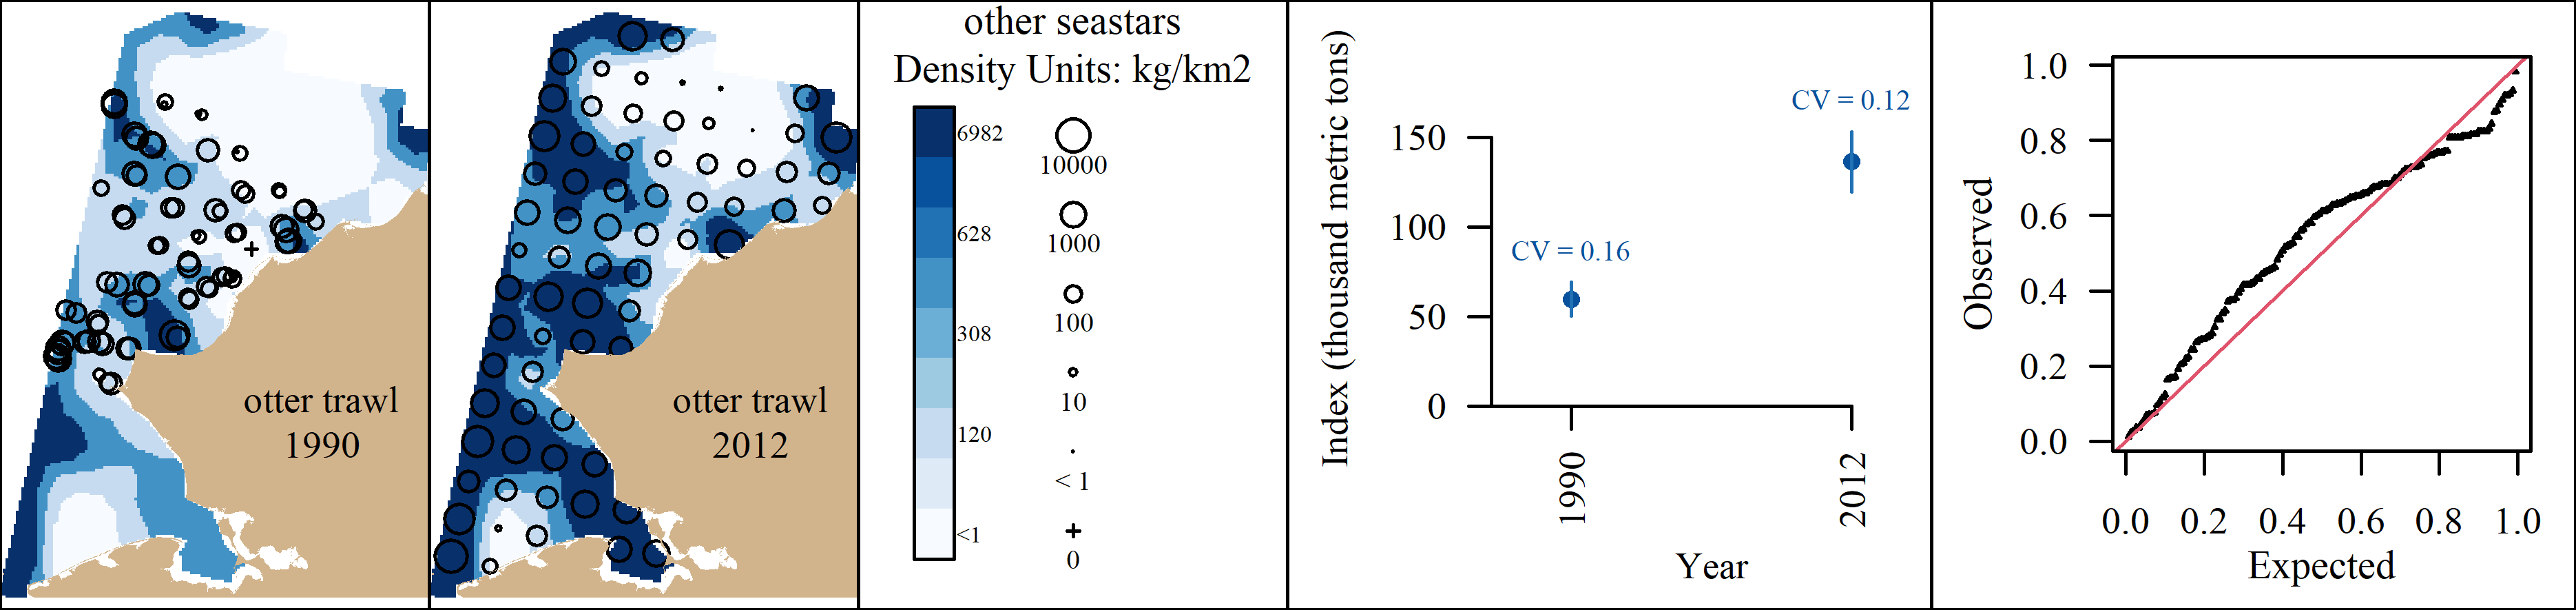 otter trawl
1990
otter trawl
2012
other seastars
Density Units: kg/km2
6982
628
308
120
<1
10000
1000
100
10
< 1
0
Index (thousand metric tons)
150
100
50
0
CV = 0.16
CV = 0.12
1990
2012
Year
Observed
1.0
0.8
0.6
0.4
0.2
0.0
0.0 0.2 0.4 0.6 0.8 1.0
Expected